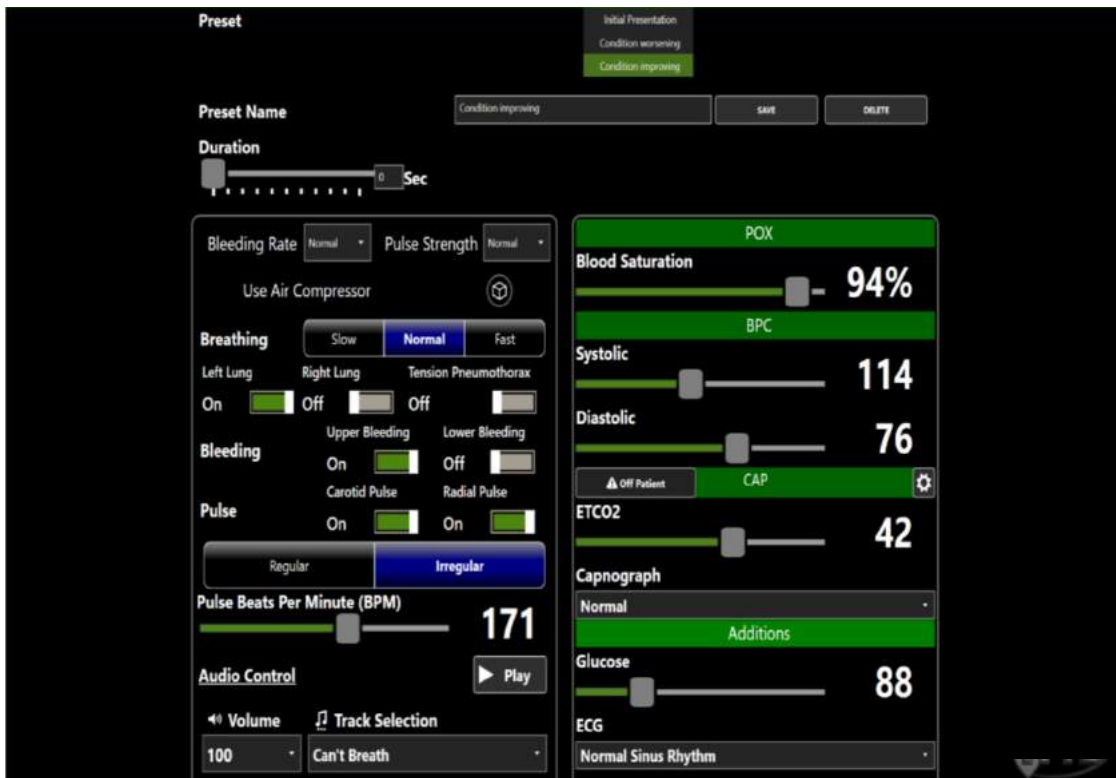 Preset
Initial Presentation
Condition worsening
Condition improving
Preset Name
Condition improving
SAVE
DELETE
Duration
0 Sec
Bleeding Rate Normal Pulse Strength Normal
Use Air Compressor
Breathing Slow Normal Fast
Left Lung Right Lung Tension Pneumothorax
On Off Off
Upper Bleeding Lower Bleeding
Bleeding
On Off
Carotid Pulse Radial Pulse
Pulse
On On
Regular Irregular
Pulse Beats Per Minute (BPM)
171
Audio Control
Play
Volume Track Selection
100 Can't Breath
POX
Blood Saturation
94%
BPC
Systolic
114
Diastolic
76
Off Patient CAP
ETCO2
42
Capnograph
Normal
Additions
Glucose
88
ECG
Normal Sinus Rhythm